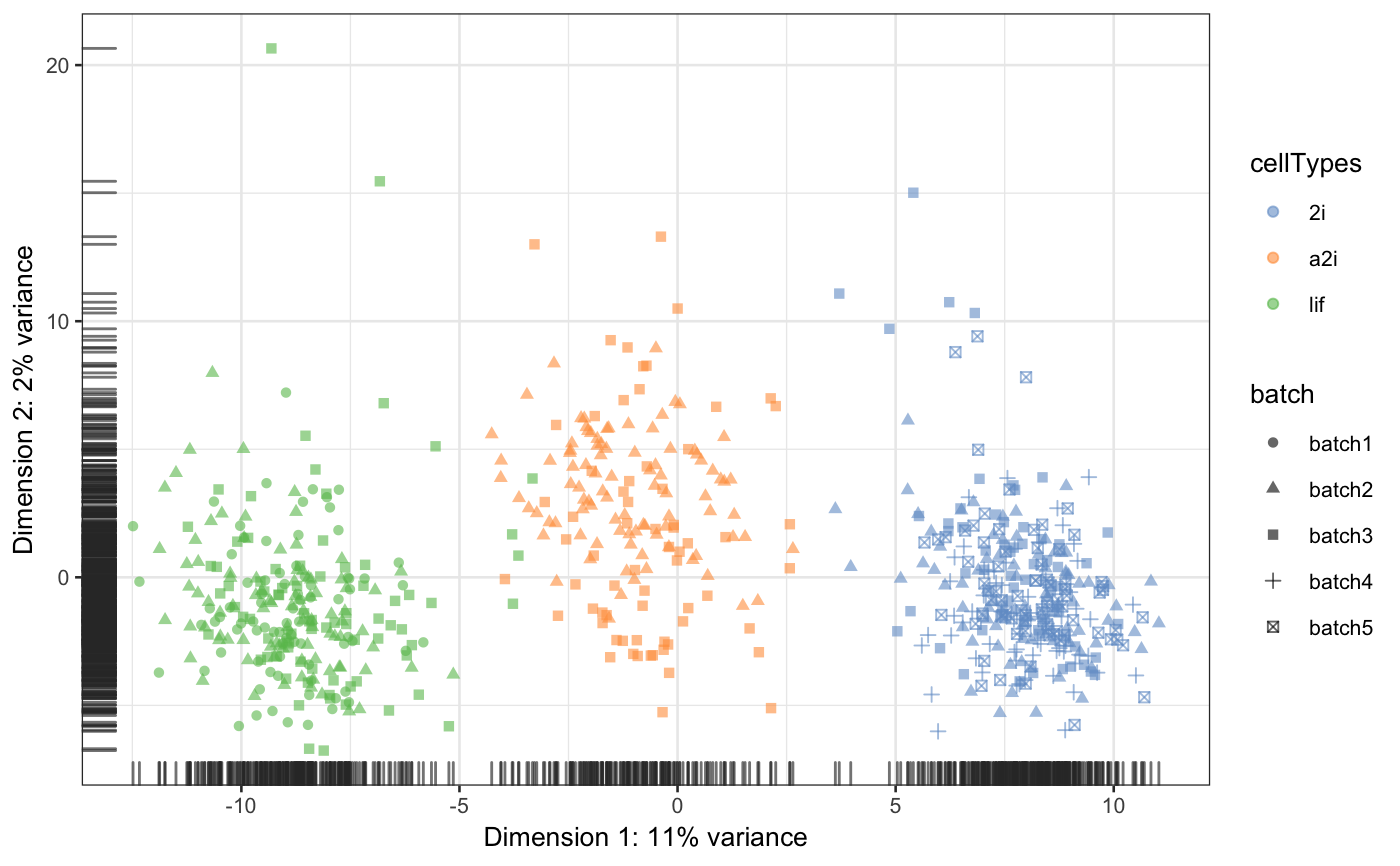 20
10
0
Dimension 2: 2% variance
-10
-5
0
5
10
Dimension 1: 11% variance
cellTypes
2i
a2i
lif
batch
batch1
batch2
batch3
batch4
batch5